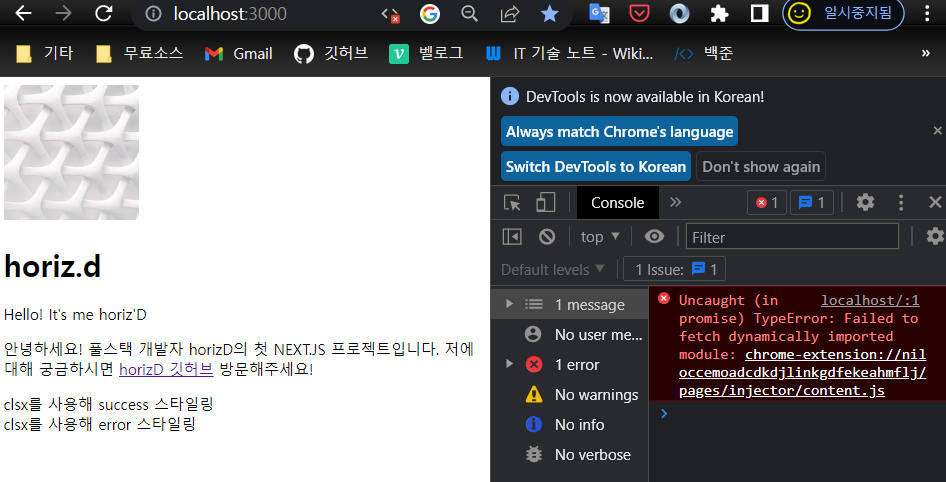 localhost:3000
일시중지됨
기타
무료소스
Gmail
깃허브
벨로그
IT 기술 노트 - Wiki...
백준
»
horiz.d
Hello! It's me horiz'D
안녕하세요! 풀스택 개발자 horizD의 첫 NEXT.JS 프로젝트입니다. 저에
대해 궁금하시면 horizD 깃허브 방문해주세요!
clsx를 사용해 success 스타일링
clsx를 사용해 error 스타일링
DevTools is now available in Korean!
Always match Chrome's language
Switch DevTools to Korean
Don't show again
Console
»
1
1
top
Filter
Default levels
1 Issue:
1
1 message
No user me...
1 error
No warnings
No info
No verbose
Uncaught (in
localhost/:1
promise) TypeError: Failed to
fetch dynamically imported
module: chrome-extension://nil
occemoadcdkdjlinkgdfekeahmflj/
pages/injector/content.js